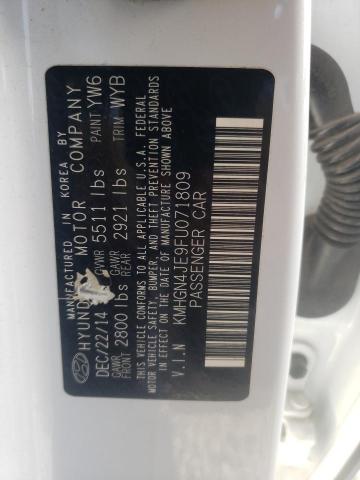 MANUFACTURED IN KOREA BY
HYUNDAI MOTOR COMPANY
DEC/22/14 GVWR 5511 lbs PAINT YW6
GAWR FRONT 2800 lbs GAWR REAR 2921 lbs TRIM WYB
THIS VEHICLE CONFORMS TO ALL APPLICABLE U.S.A. FEDERAL
MOTOR VEHICLE SAFETY, BUMPER, AND THEFT PREVENTION STANDARDS
IN EFFECT ON THE DATE OF MANUFACTURE SHOWN ABOVE
V.I.N KMHGN4JE9FU071809
PASSENGER CAR